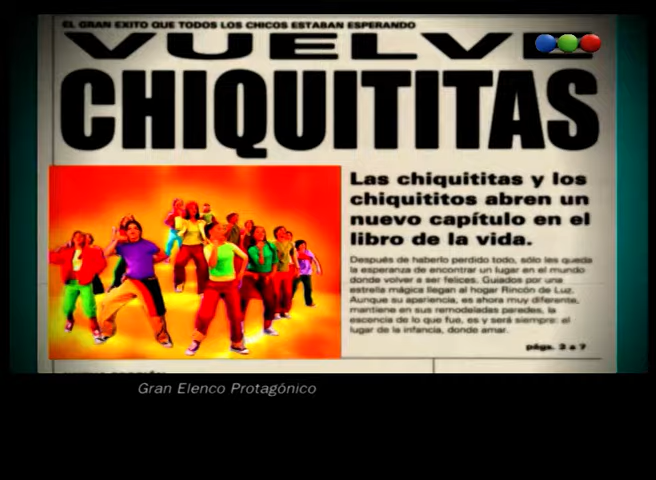 EL GRAN EXITO QUE TODOS LOS CHICOS ESTABAN ESPERANDO
VUELVE
CHIQUITITAS
Las chiquititas y los
chiquititos abren un
nuevo capítulo en el
libro de la vida.
Después de haberlo perdido todo, sólo les queda
la esperanza de encontrar un lugar en el mundo
donde volver a ser felices. Guiados por una
estrella mágica llegan al hogar Rincón de Luz.
Aunque su apariencia, es ahora muy diferente,
mantiene en sus remodeladas paredes, la
escencia de lo que fue, es y será siempre: el
lugar de la infancia, donde amar.
págs. 3 a 7
Gran Elenco Protagónico